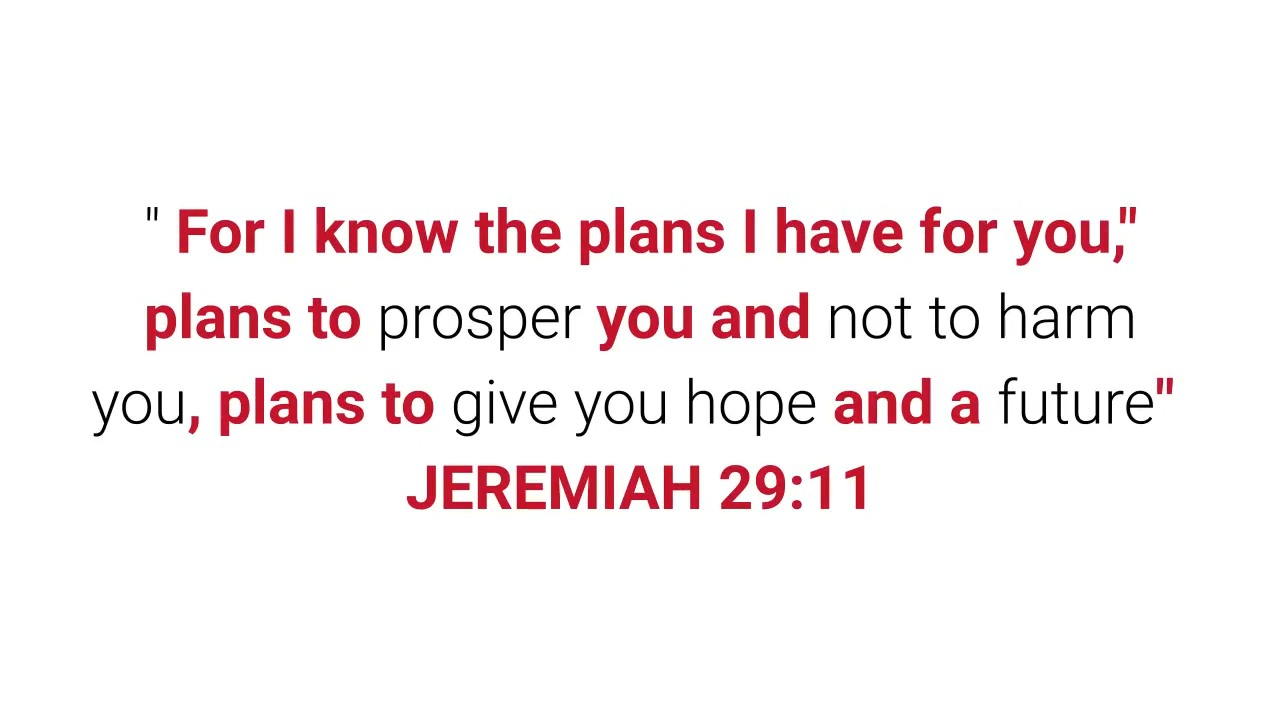 " For I know the plans I have for you,"
plans to prosper you and not to harm
you, plans to give you hope and a future"
JEREMIAH 29:11